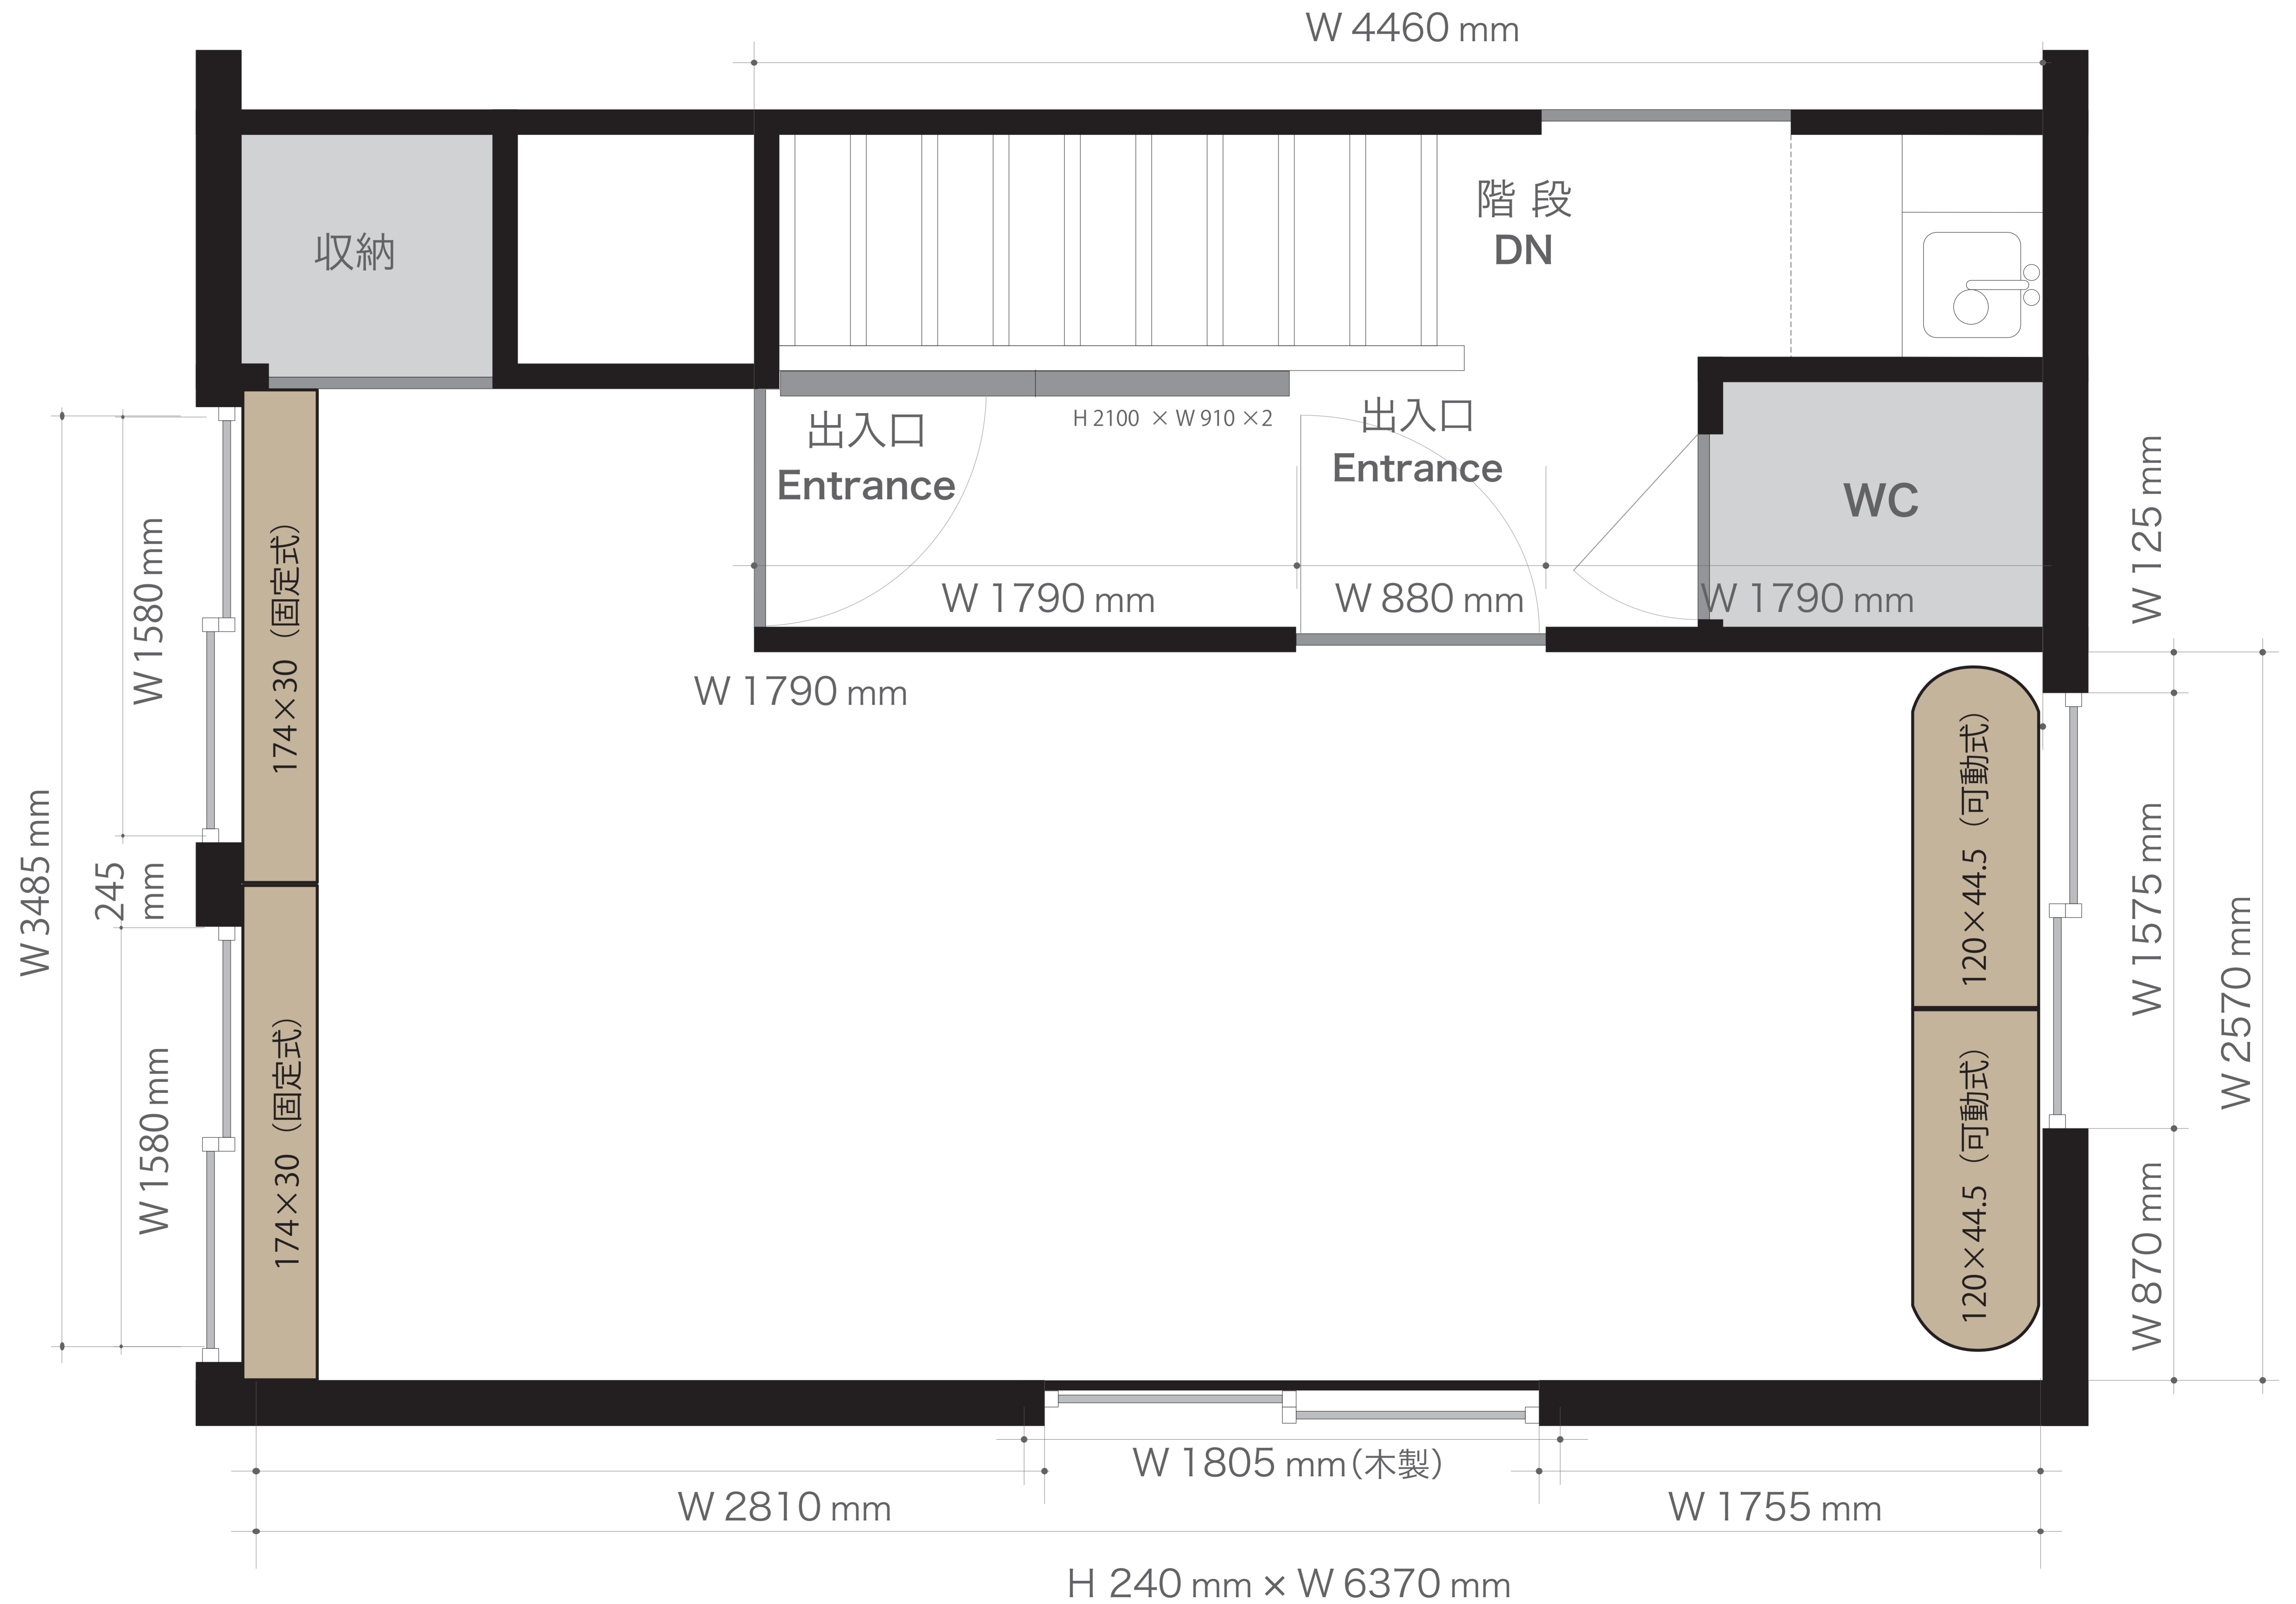 W 4460 mm
階 段
DN
収納
出入口
Entrance
H 2100 × W 910 ×2
出入口
Entrance
WC
W 1790 mm
W 880 mm
W 1790 mm
W 1790 mm
W 125 mm
W 1580 mm
174×30（固定式）
W 3485 mm
245
mm
W 1580 mm
174×30（固定式）
120×44.5（可動式）
120×44.5（可動式）
W 1575 mm
W 2570 mm
W 870 mm
W 1805 mm（木製）
W 2810 mm
W 1755 mm
H 240 mm × W 6370 mm